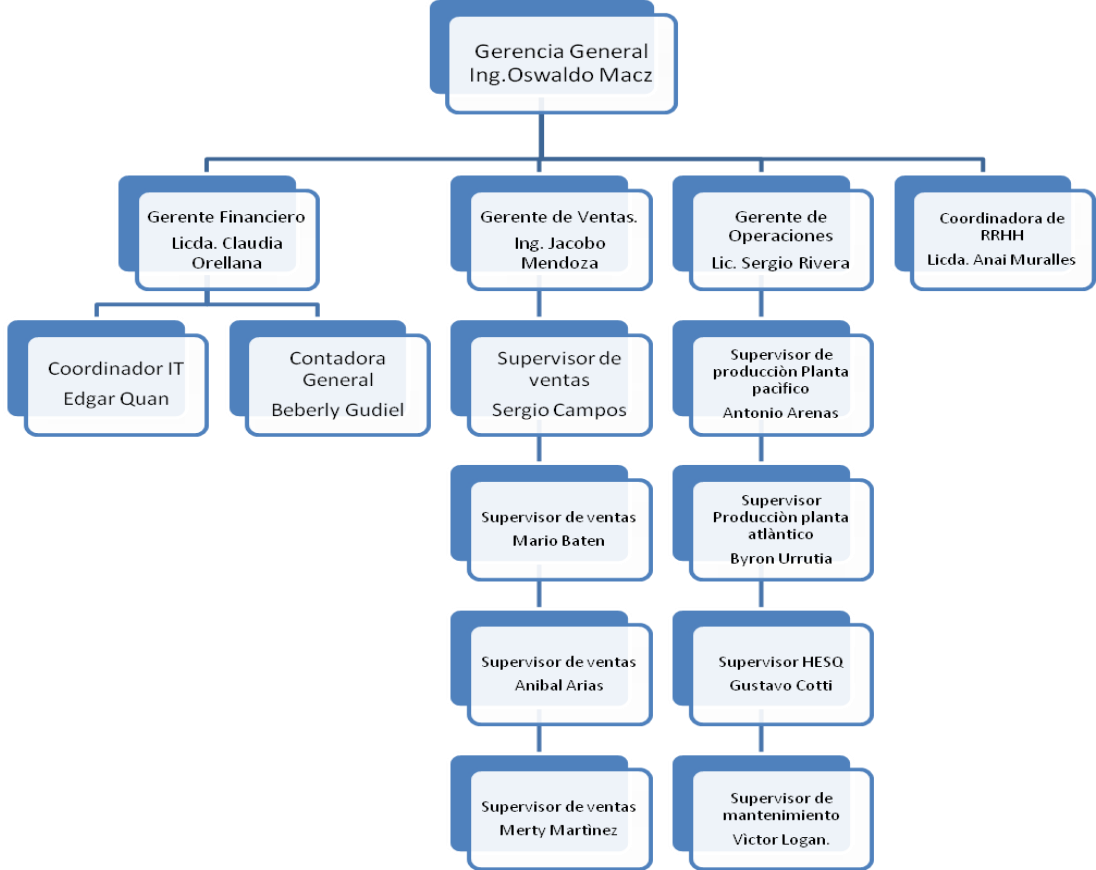 Gerencia General
Ing.Oswaldo Macz
Gerente Financiero
Licda. Claudia
Orellana
Gerente de Ventas.
Ing. Jacobo
Mendoza
Gerente de
Operaciones
Lic. Sergio Rivera
Coordinadora de
RRHH
Licda. Anai Muralles
Coordinador IT
Edgar Quan
Contadora
General
Beberly Gudiel
Supervisor de
ventas
Sergio Campos
Supervisor de
producciòn Planta
pacìfico
Antonio Arenas
Supervisor de ventas
Mario Baten
Supervisor
Producciòn planta
atlàntico
Byron Urrutia
Supervisor de ventas
Anibal Arias
Supervisor HESQ
Gustavo Cotti
Supervisor de ventas
Merty Martìnez
Supervisor de
mantenimiento
Vìctor Logan.